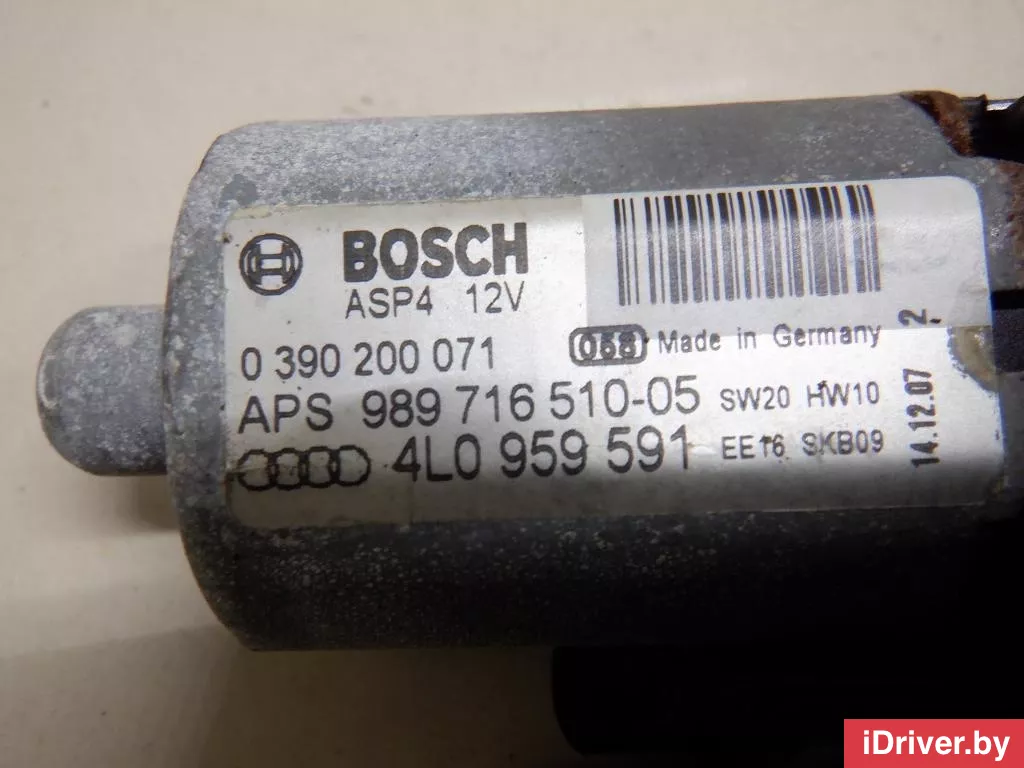 BOSCH
ASP4 12V
0 390 200 071
068 Made in Germany
APS 989 716 510-05
SW20 HW10
4L0 959 591
EE16 SKB09
14.12.07 2
iDriver.by